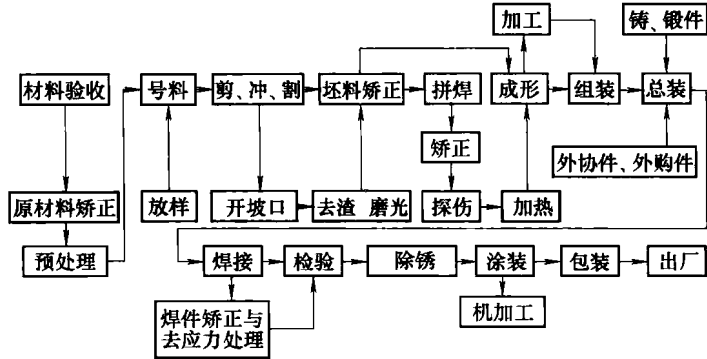 加工
铸、锻件
材料验收
号料
剪、冲、割
坯料矫正
拼焊
成形
组装
总装
矫正
外协件、外购件
原材料矫正
放样
开坡口
去渣 磨光
探伤
加热
预处理
焊接
检验
除锈
涂装
包装
出厂
焊件矫正与
去应力处理
机加工